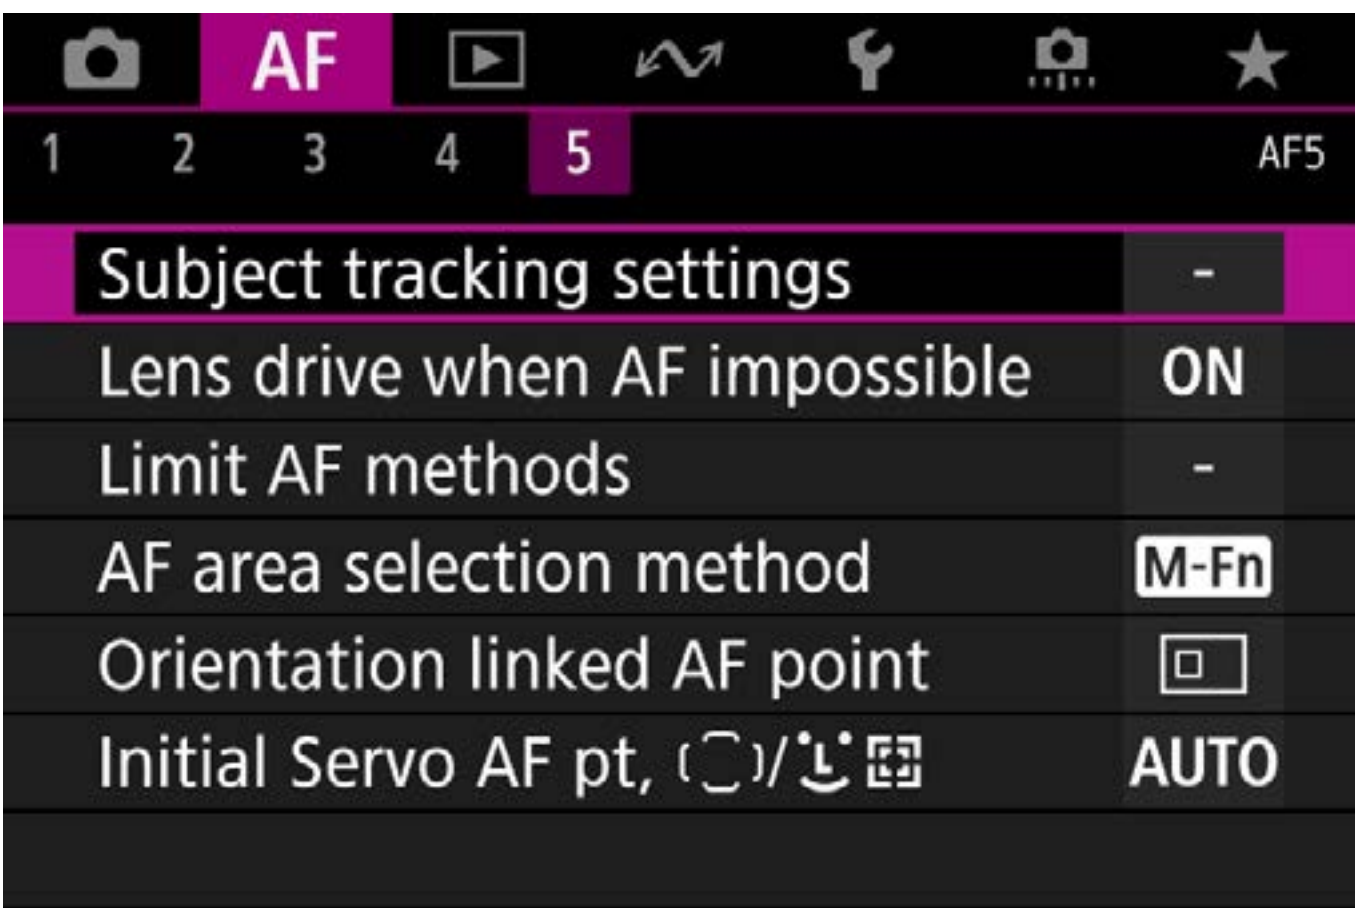 AF
1 2 3 4 5 AF5
Subject tracking settings -
Lens drive when AF impossible ON
Limit AF methods -
AF area selection method M-Fn
Orientation linked AF point
Initial Servo AF pt, / AUTO